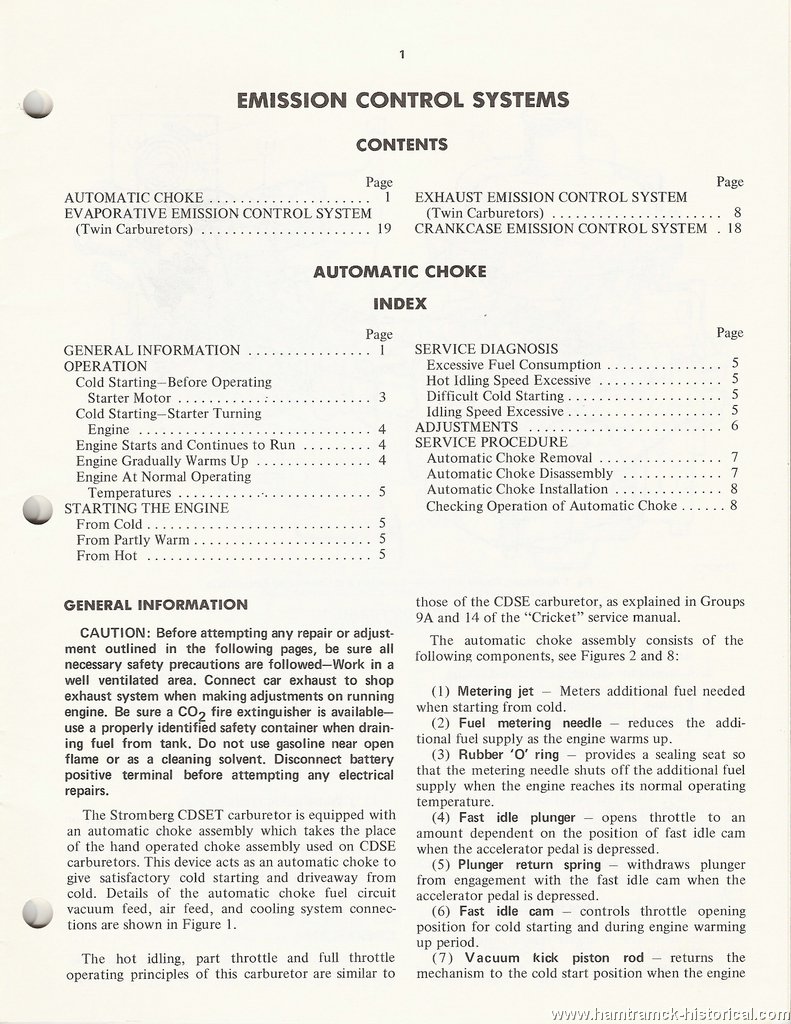 1
EMISSION CONTROL SYSTEMS
CONTENTS
Page
AUTOMATIC CHOKE . . . . . . . . . . . . . . . . . . . . . 1
EVAPORATIVE EMISSION CONTROL SYSTEM
(Twin Carburetors) . . . . . . . . . . . . . . . . . . . . . . 19
Page
EXHAUST EMISSION CONTROL SYSTEM
(Twin Carburetors) . . . . . . . . . . . . . . . . . . . . . . 8
CRANKCASE EMISSION CONTROL SYSTEM . 18
AUTOMATIC CHOKE
INDEX
Page
GENERAL INFORMATION . . . . . . . . . . . . . . . . 1
OPERATION
Cold Starting—Before Operating
Starter Motor . . . . . . . . . . . . . . . . . . . . . . . . . 3
Cold Starting—Starter Turning
Engine . . . . . . . . . . . . . . . . . . . . . . . . . . . . . . 4
Engine Starts and Continues to Run . . . . . . . . . 4
Engine Gradually Warms Up . . . . . . . . . . . . . . . 4
Engine At Normal Operating
Temperatures . . . . . . . . . . . . . . . . . . . . . . . . . 5
STARTING THE ENGINE
From Cold . . . . . . . . . . . . . . . . . . . . . . . . . . . . . 5
From Partly Warm . . . . . . . . . . . . . . . . . . . . . . . 5
From Hot . . . . . . . . . . . . . . . . . . . . . . . . . . . . . 5
Page
SERVICE DIAGNOSIS
Excessive Fuel Consumption . . . . . . . . . . . . . . . 5
Hot Idling Speed Excessive . . . . . . . . . . . . . . . . 5
Difficult Cold Starting . . . . . . . . . . . . . . . . . . . . 5
Idling Speed Excessive . . . . . . . . . . . . . . . . . . . . 5
ADJUSTMENTS . . . . . . . . . . . . . . . . . . . . . . . . . 6
SERVICE PROCEDURE
Automatic Choke Removal . . . . . . . . . . . . . . . . 7
Automatic Choke Disassembly . . . . . . . . . . . . . 7
Automatic Choke Installation . . . . . . . . . . . . . . 8
Checking Operation of Automatic Choke . . . . . . 8
GENERAL INFORMATION
CAUTION: Before attempting any repair or adjust-
ment outlined in the following pages, be sure all
necessary safety precautions are followed—Work in a
well ventilated area. Connect car exhaust to shop
exhaust system when making adjustments on running
engine. Be sure a CO2 fire extinguisher is available—
use a properly identified safety container when drain-
ing fuel from tank. Do not use gasoline near open
flame or as a cleaning solvent. Disconnect battery
positive terminal before attempting any electrical
repairs.
The Stromberg CDSET carburetor is equipped with
an automatic choke assembly which takes the place
of the hand operated choke assembly used on CDSE
carburetors. This device acts as an automatic choke to
give satisfactory cold starting and driveaway from
cold. Details of the automatic choke fuel circuit
vacuum feed, air feed, and cooling system connec-
tions are shown in Figure 1.
The hot idling, part throttle and full throttle
operating principles of this carburetor are similar to
those of the CDSE carburetor, as explained in Groups
9A and 14 of the “Cricket” service manual.
The automatic choke assembly consists of the
following components, see Figures 2 and 8:
(1) Metering jet — Meters additional fuel needed
when starting from cold.
(2) Fuel metering needle — reduces the addi-
tional fuel supply as the engine warms up.
(3) Rubber ‘O’ ring — provides a sealing seat so
that the metering needle shuts off the additional fuel
supply when the engine reaches its normal operating
temperature.
(4) Fast idle plunger — opens throttle to an
amount dependent on the position of fast idle cam
when the accelerator pedal is depressed.
(5) Plunger return spring — withdraws plunger
from engagement with the fast idle cam when the
accelerator pedal is depressed.
(6) Fast idle cam — controls throttle opening
position for cold starting and during engine warming
up period.
(7) Vacuum kick piston rod — returns the
mechanism to the cold start position when the engine
www.hamtramck-historical.com